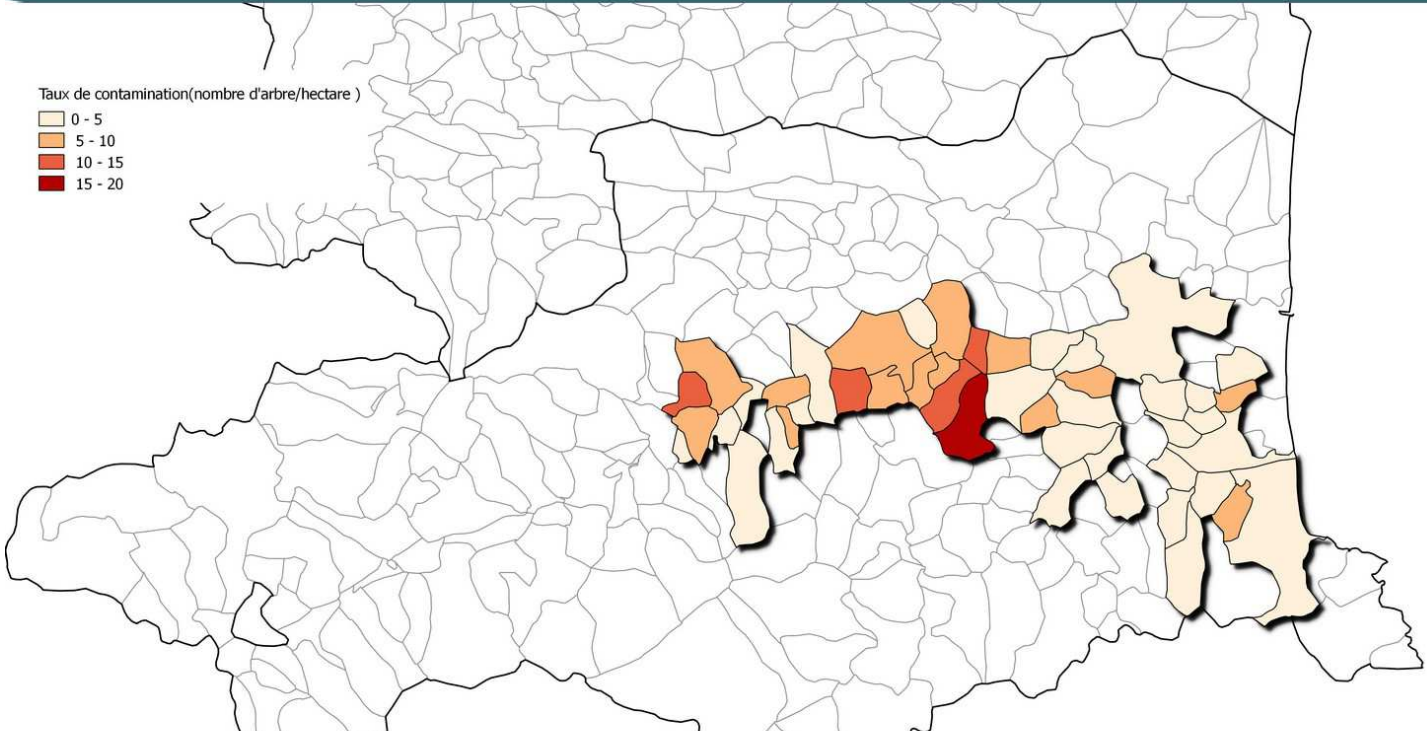 Taux de contamination(nombre d'arbre/hectare )
0 - 5
5 - 10
10 - 15
15 - 20